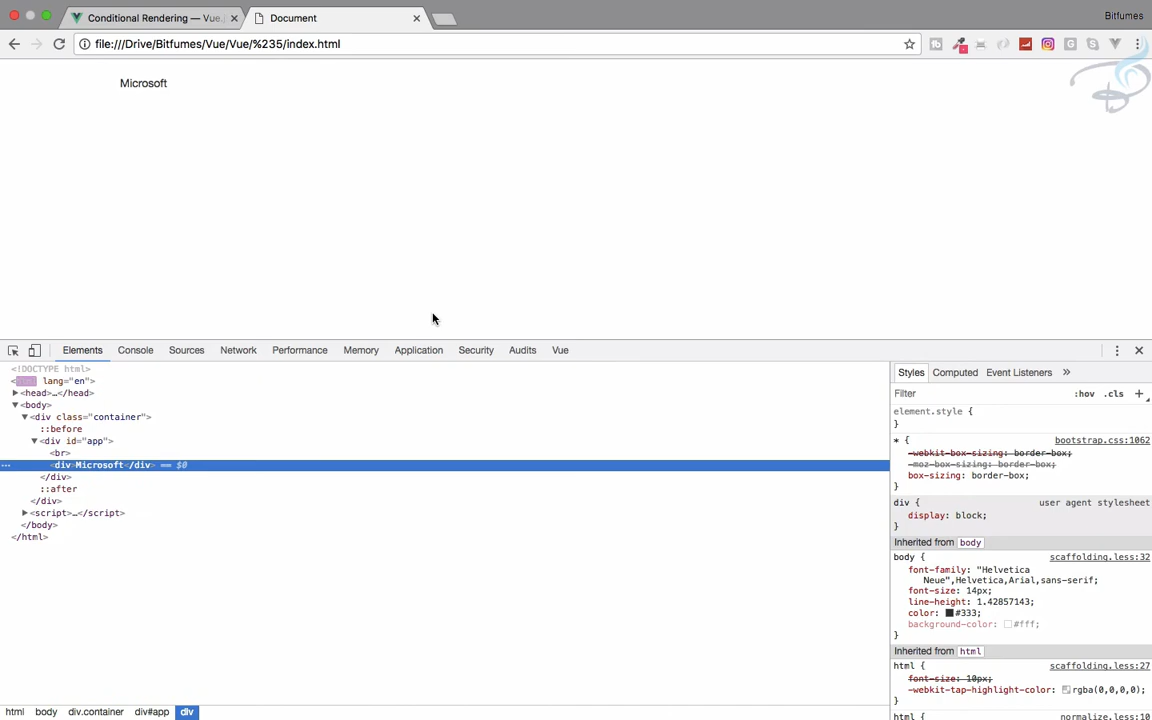 Conditional Rendering — Vue.j
Document
Bitfumes
file:///Drive/Bitfumes/Vue/Vue/%235/index.html
Microsoft
Elements
Console
Sources
Network
Performance
Memory
Application
Security
Audits
Vue
<!DOCTYPE html>
lang="en">
<head>…</head>
<body>
<div class="container">
::before
<div id="app">
<br>
<div>Microsoft</div> == $0
</div>
::after
</div>
<script>…</script>
</body>
</html>
html body div.container div#app div
Styles Computed Event Listeners »
Filter :hov .cls +
element.style {
}
* { bootstrap.css:1062
-webkit-box-sizing: border-box;
-moz-box-sizing: border-box;
box-sizing: border-box;
}
div { user agent stylesheet
display: block;
}
Inherited from body
body { scaffolding.less:32
font-family: "Helvetica
Neue",Helvetica,Arial,sans-serif;
font-size: 14px;
line-height: 1.42857143;
color: #333;
background-color: #fff;
}
Inherited from html
html { scaffolding.less:27
font-size: 10px;
-webkit-tap-highlight-color: rgba(0,0,0,0);
}
html { normalize.less:10